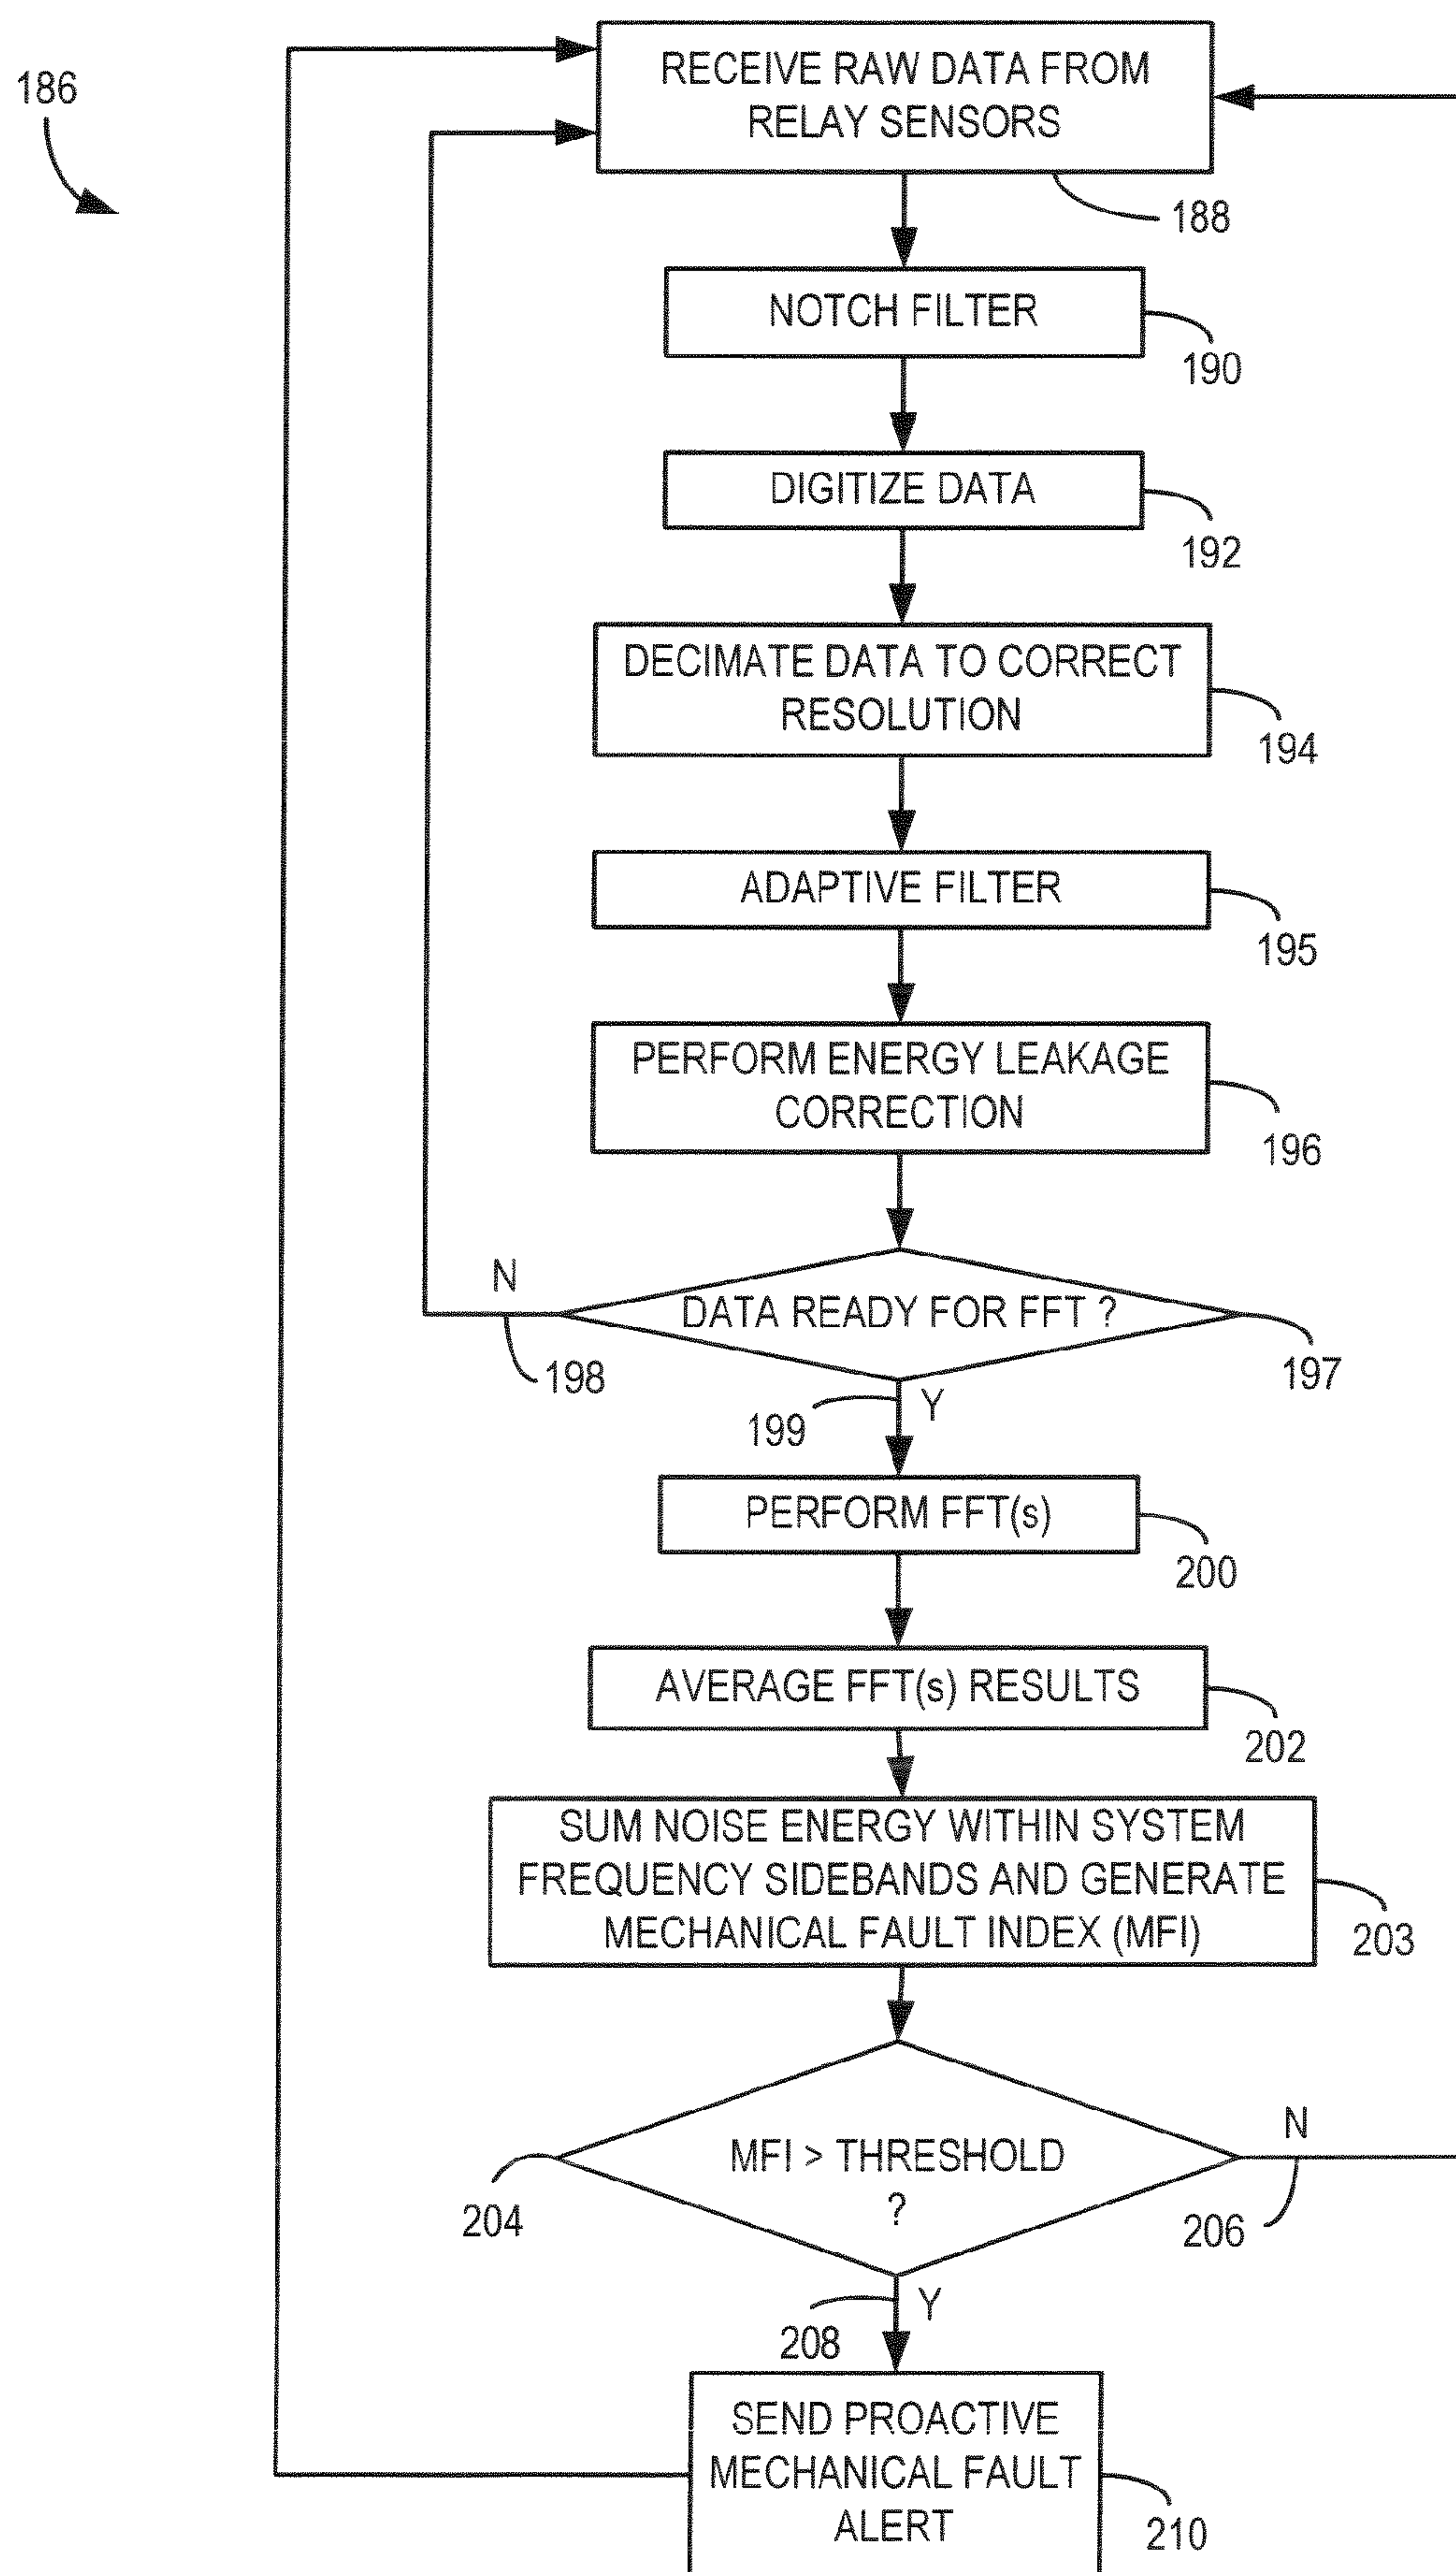 186
RECEIVE RAW DATA FROM
RELAY SENSORS
188
NOTCH FILTER
190
DIGITIZE DATA
192
DECIMATE DATA TO CORRECT
RESOLUTION
194
ADAPTIVE FILTER
195
PERFORM ENERGY LEAKAGE
CORRECTION
196
N
DATA READY FOR FFT ?
198
197
199
Y
PERFORM FFT(s)
200
AVERAGE FFT(s) RESULTS
202
SUM NOISE ENERGY WITHIN SYSTEM
FREQUENCY SIDEBANDS AND GENERATE
MECHANICAL FAULT INDEX (MFI)
203
N
MFI > THRESHOLD
?
204
206
208
Y
SEND PROACTIVE
MECHANICAL FAULT
ALERT
210